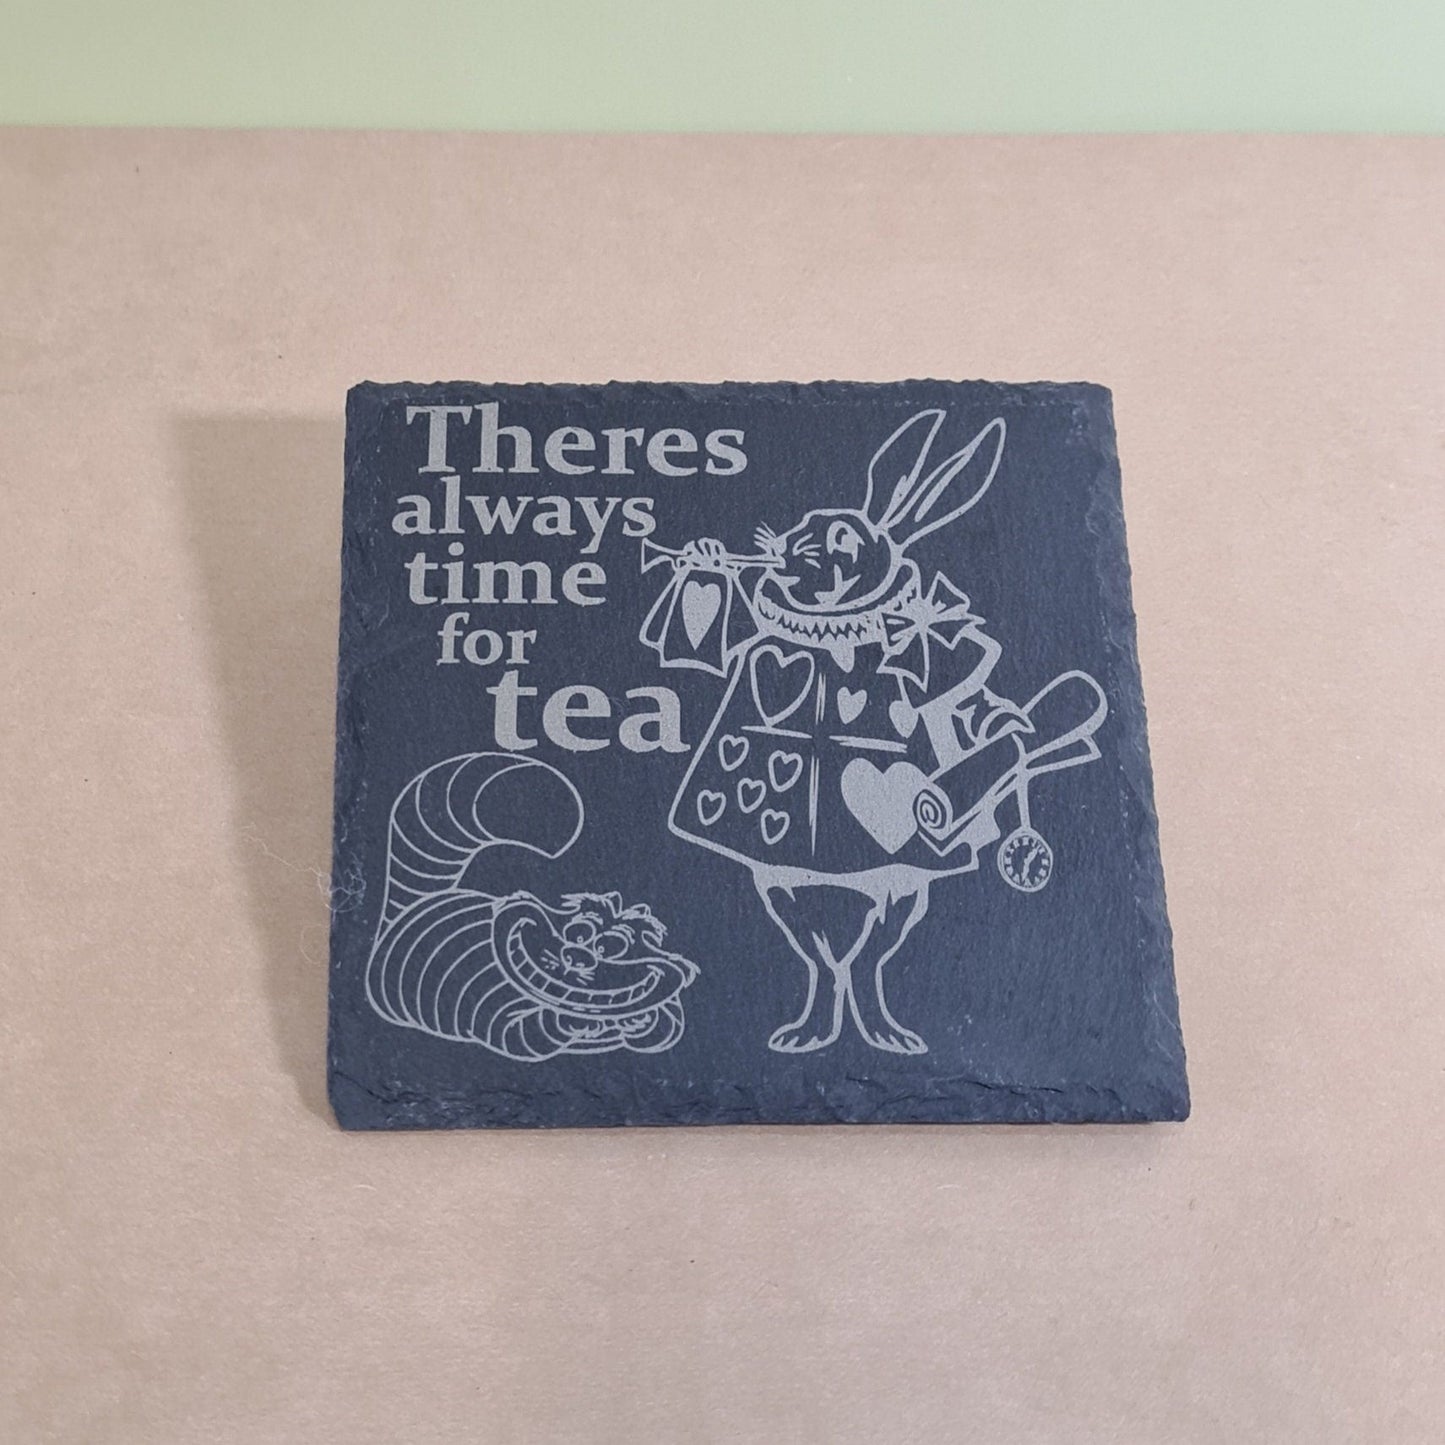 Theres
always
time
for
tea